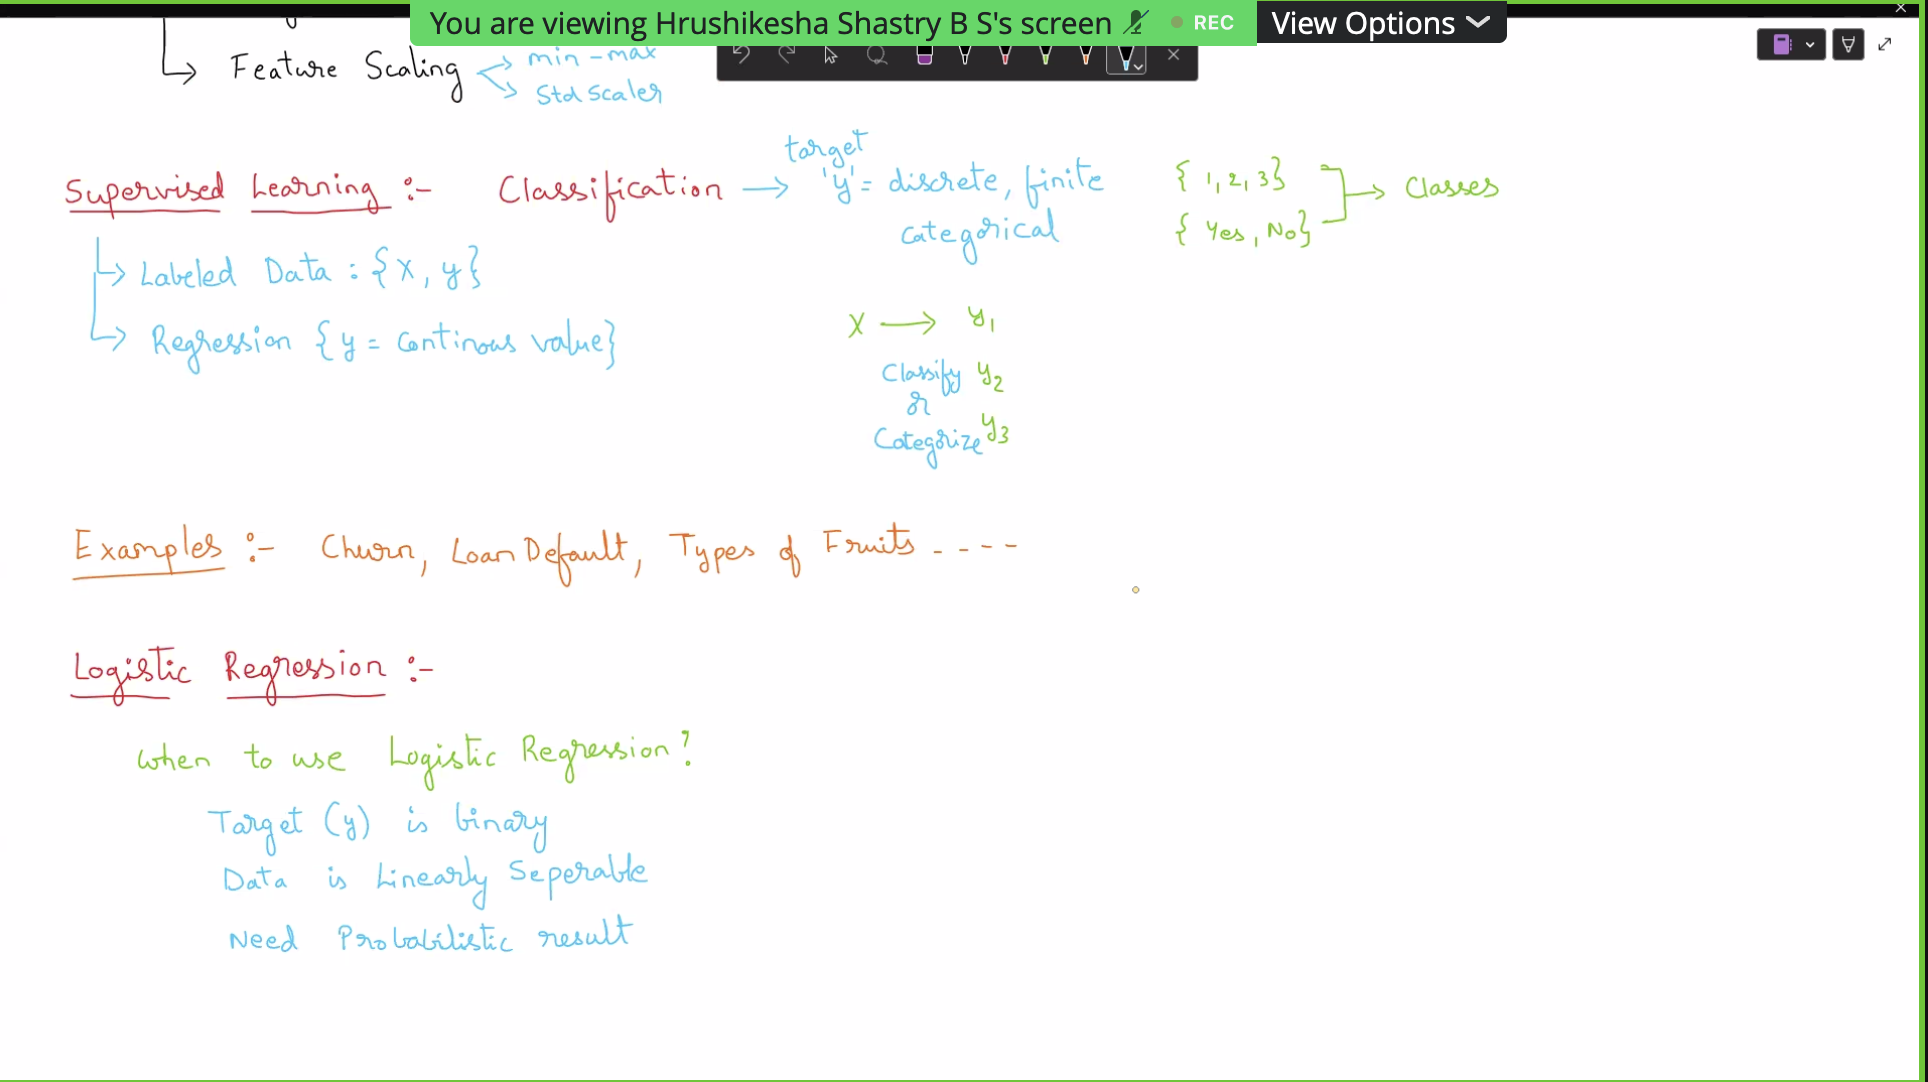 You are viewing Hrushikesha Shastry B S's screen REC View Options
Feature Scaling
min-max
Std Scaler
Supervised Learning :- Classification → target 'y' = discrete, finite
categorical
{ 1, 2, 3}
{ Yes, No}
→ Classes
Labeled Data : {X, y}
Regression {y = continous value}
X → y1
Classify y2
or
Categorize y3
Examples :- Churn, Loan Default, Types of Fruits ----
Logistic Regression :-
When to use Logistic Regression?
Target (y) is binary
Data is Linearly Seperable
Need Probabilistic result